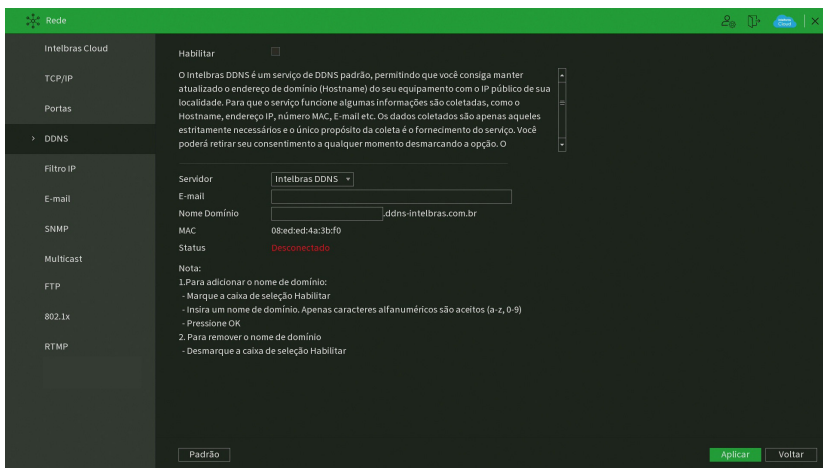 Rede
Intelbras Cloud
TCP/IP
Portas
DDNS
Filtro IP
E-mail
SNMP
Multicast
FTP
802.1x
RTMP
Habilitar
O Intelbras DDNS é um serviço de DDNS padrão, permitindo que você consiga manter
atualizado o endereço de domínio (Hostname) do seu equipamento com o IP público de sua
localidade. Para que o serviço funcione algumas informações são coletadas, como o
Hostname, endereço IP, número MAC, E-mail etc. Os dados coletados são apenas aqueles
estritamente necessários e o único propósito da coleta é o fornecimento do serviço. Você
poderá retirar seu consentimento a qualquer momento desmarcando a opção. O
Servidor Intelbras DDNS
E-mail
Nome Domínio .ddns-intelbras.com.br
MAC 08:ed:ed:4a:3b:f0
Status Desconectado
Nota:
1.Para adicionar o nome de domínio:
- Marque a caixa de seleção Habilitar
- Insira um nome de domínio. Apenas caracteres alfanuméricos são aceitos (a-z, 0-9)
- Pressione OK
2. Para remover o nome de domínio
- Desmarque a caixa de seleção Habilitar
Padrão Aplicar Voltar